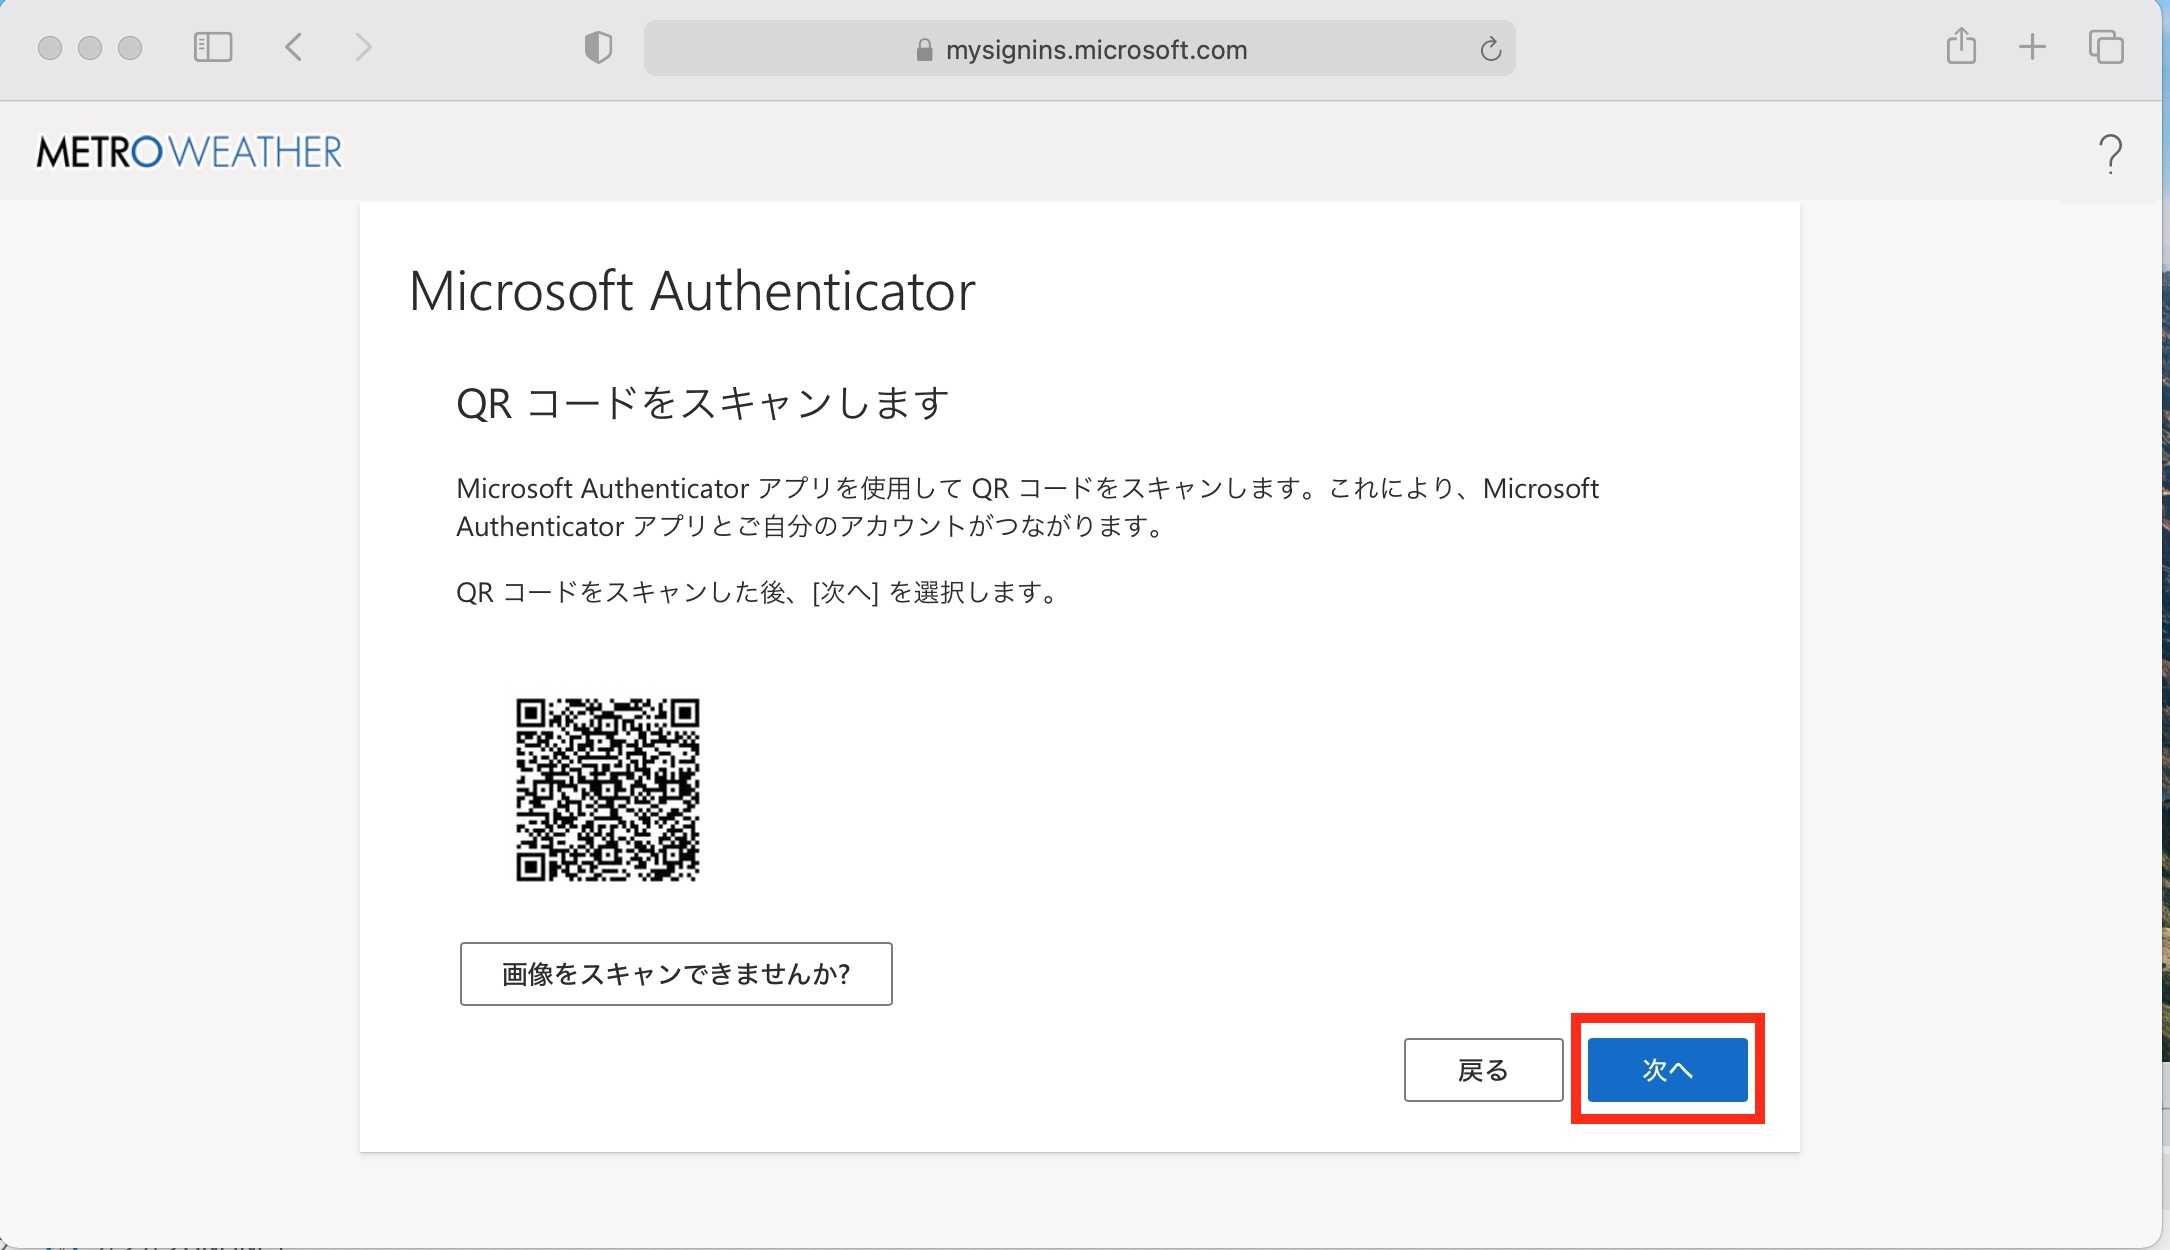 mysignins.microsoft.com
METROWEATHER
?
Microsoft Authenticator
QR コードをスキャンします
Microsoft Authenticator アプリを使用して QR コードをスキャンします。これにより、Microsoft
Authenticator アプリとご自分のアカウントがつながります。
QR コードをスキャンした後、[次へ] を選択します。
画像をスキャンできませんか?
戻る
次へ